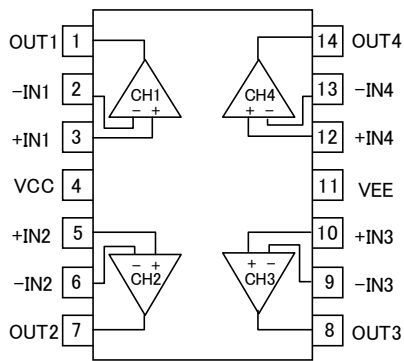 OUT1 1 14 OUT4
-IN1 2 CH1 CH4 13 -IN4
- + + -
+IN1 3 12 +IN4
VCC 4 11 VEE
+IN2 5 10 +IN3
- + + -
-IN2 6 CH2 CH3 9 -IN3
OUT2 7 8 OUT3